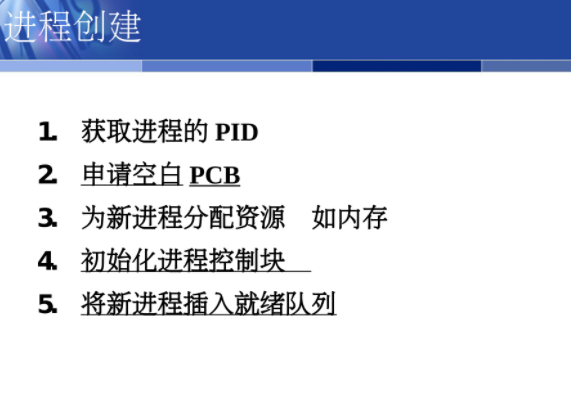 进程创建
1. 获取进程的 PID
2. 申请空白 PCB
3. 为新进程分配资源 如内存
4. 初始化进程控制块
5. 将新进程插入就绪队列